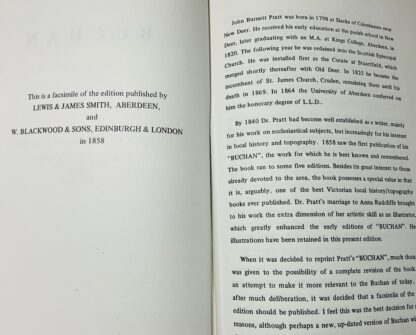 This is a facsimile of the edition published by
LEWIS & JAMES SMITH, ABERDEEN,
and
W. BLACKWOOD & SONS, EDINBURGH & LONDON
in 1858
John Burnett Pratt was born in 1798 at Slacks of Cairnbanno near
New Deer. He received his early education at the parish school in New
Deer, later graduating with an M.A. at Kings College, Aberdeen, in
1820. The following year he was ordained into the Scottish Episcopal
Church. He was installed first as the Curate at Stuartfield, which
merged shortly thereafter with Old Deer. In 1825 he became the
incumbent of St. James Church, Cruden, remaining there until his
death in 1869. In 1864 the University of Aberdeen conferred on
him the honorary degree of L.L.D..
By 1840 Dr. Pratt had become well established as a writer, mainly
for his work on ecclesiastical subjects, but increasingly for his interest
in local history and topography. 1858 saw the first publication of his
"BUCHAN", the work for which he is best known and remembered.
The book ran to some five editions. Besides its great interest to those
already devoted to the area, the book possesses a special value in that
it is, arguably, one of the best Victorian local history/topography
books ever published. Dr. Pratt's marriage to Anna Radcliffe brought
to his work the extra dimension of her artistic skill as an illustrator,
which greatly enhanced the early editions of "BUCHAN". He
illustrations have been retained in this present edition.
When it was decided to reprint Pratt's "BUCHAN", much thou
was given to the possibility of a complete revision of the book
an attempt to make it more relevant to the Buchan of today,
after much deliberation, it was decided that a facsimile of the
edition should be published. I feel this was the best decision for
reasons, although perhaps a new, up-dated version of Buchan wi